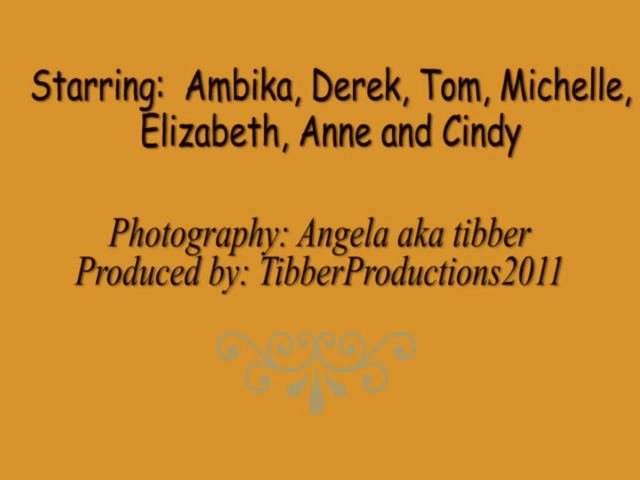 Starring:  Ambika, Derek, Tom, Michelle,
Elizabeth, Anne and Cindy
Photography: Angela aka tibber
Produced by: TibberProductions2011